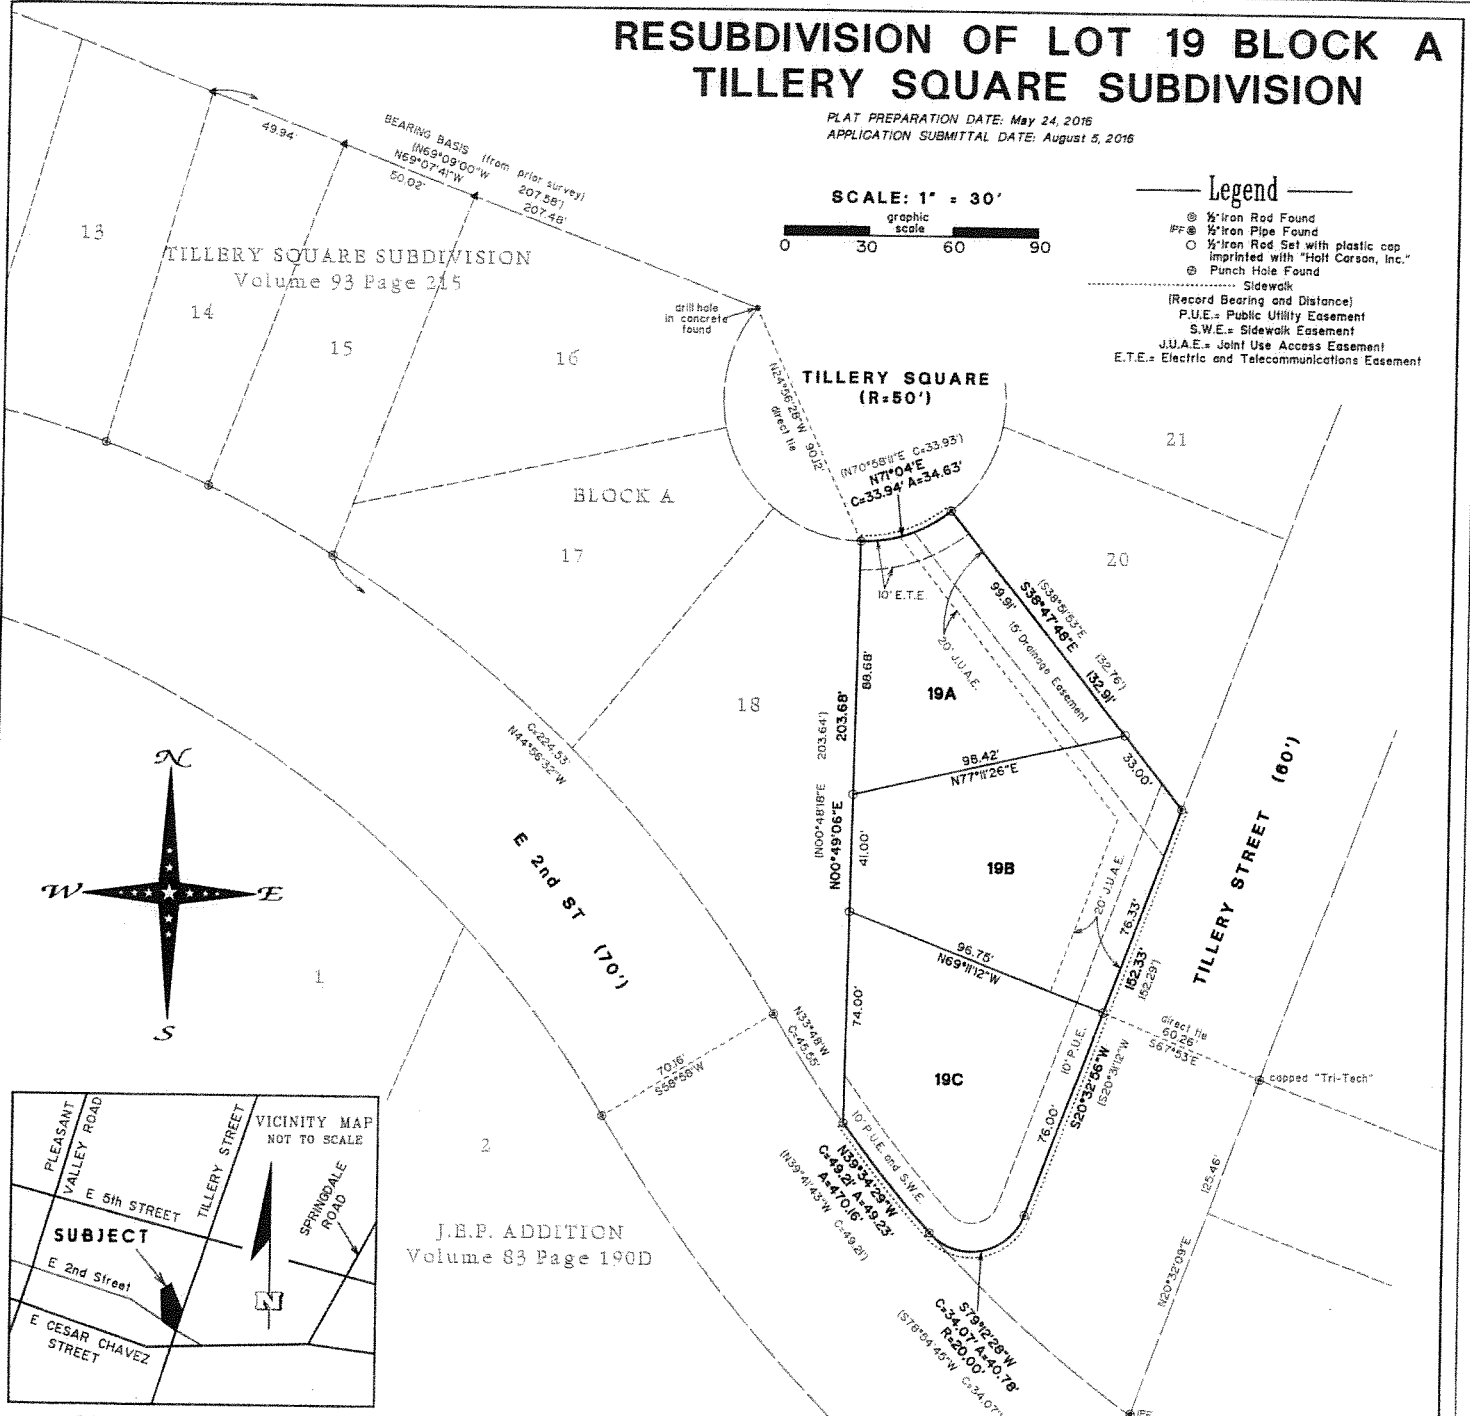 RESUBDIVISION OF LOT 19 BLOCK A
TILLERY SQUARE SUBDIVISION
PLAT PREPARATION DATE: May 24, 2016
APPLICATION SUBMITTAL DATE: August 5, 2016
SCALE: 1" = 30'
graphic
scale
0 30 60 90
Legend
½" Iron Rod Found
IPF ½" Iron Pipe Found
½" Iron Rod Set with plastic cap
imprinted with "Holt Carson, Inc."
Punch Hole Found
Sidewalk
(Record Bearing and Distance)
P.U.E.= Public Utility Easement
S.W.E.= Sidewalk Easement
J.U.A.E.= Joint Use Access Easement
E.T.E.= Electric and Telecommunications Easement
49.94'
BEARING BASIS (from prior survey)
(N69°09'00"W 207.58')
N69°07'41"W 207.48'
50.02'
13
TILLERY SQUARE SUBDIVISION
Volume 93 Page 215
14
15
16
drill hole
in concrete
found
TILLERY SQUARE
(R=50')
N24°56'28"W 90.12'
direct tie
(N70°58'11"E C=33.93')
N71°04'E
C=33.94' A=34.63'
21
BLOCK A
17
20
10' E.T.E.
99.91'
(S38°51'53"E 132.76')
S38°47'48"E 132.91'
15' Drainage Easement
20' J.U.A.E.
88.68'
19A
18
(N00°48'18"E 203.64')
N00°49'06"E 203.68'
C=224.53'
N44°56'32"W
98.42'
N77°11'26"E
33.00'
TILLERY STREET (60')
41.00'
19B
20' J.U.A.E.
76.33'
E 2nd ST (70')
96.75'
N69°11'12"W
152.33'
(152.29')
N
W E
S
1
74.00'
N33°48'W
C=45.55'
direct tie
60.26'
S67°53'E
capped "Tri-Tech"
70.16'
S58°58'W
19C
10' P.U.E.
S20°32'56"W
(S20°31'12"W
76.00'
10' P.U.E. and S.W.E.
N39°34'29"W
C=49.21' A=49.23'
A=470.16'
(N39°41'43"W C=49.21')
2
J.E.P. ADDITION
Volume 83 Page 190D
125.46'
N20°32'09"E
S79°12'28"W
C=34.07' A=40.78'
R=20.00'
(S78°54'45"W C=34.07')
IPF
VICINITY MAP
NOT TO SCALE
PLEASANT
VALLEY ROAD
TILLERY STREET
SPRINGDALE
ROAD
E 5th STREET
SUBJECT
E 2nd Street
N
E CESAR CHAVEZ
STREET